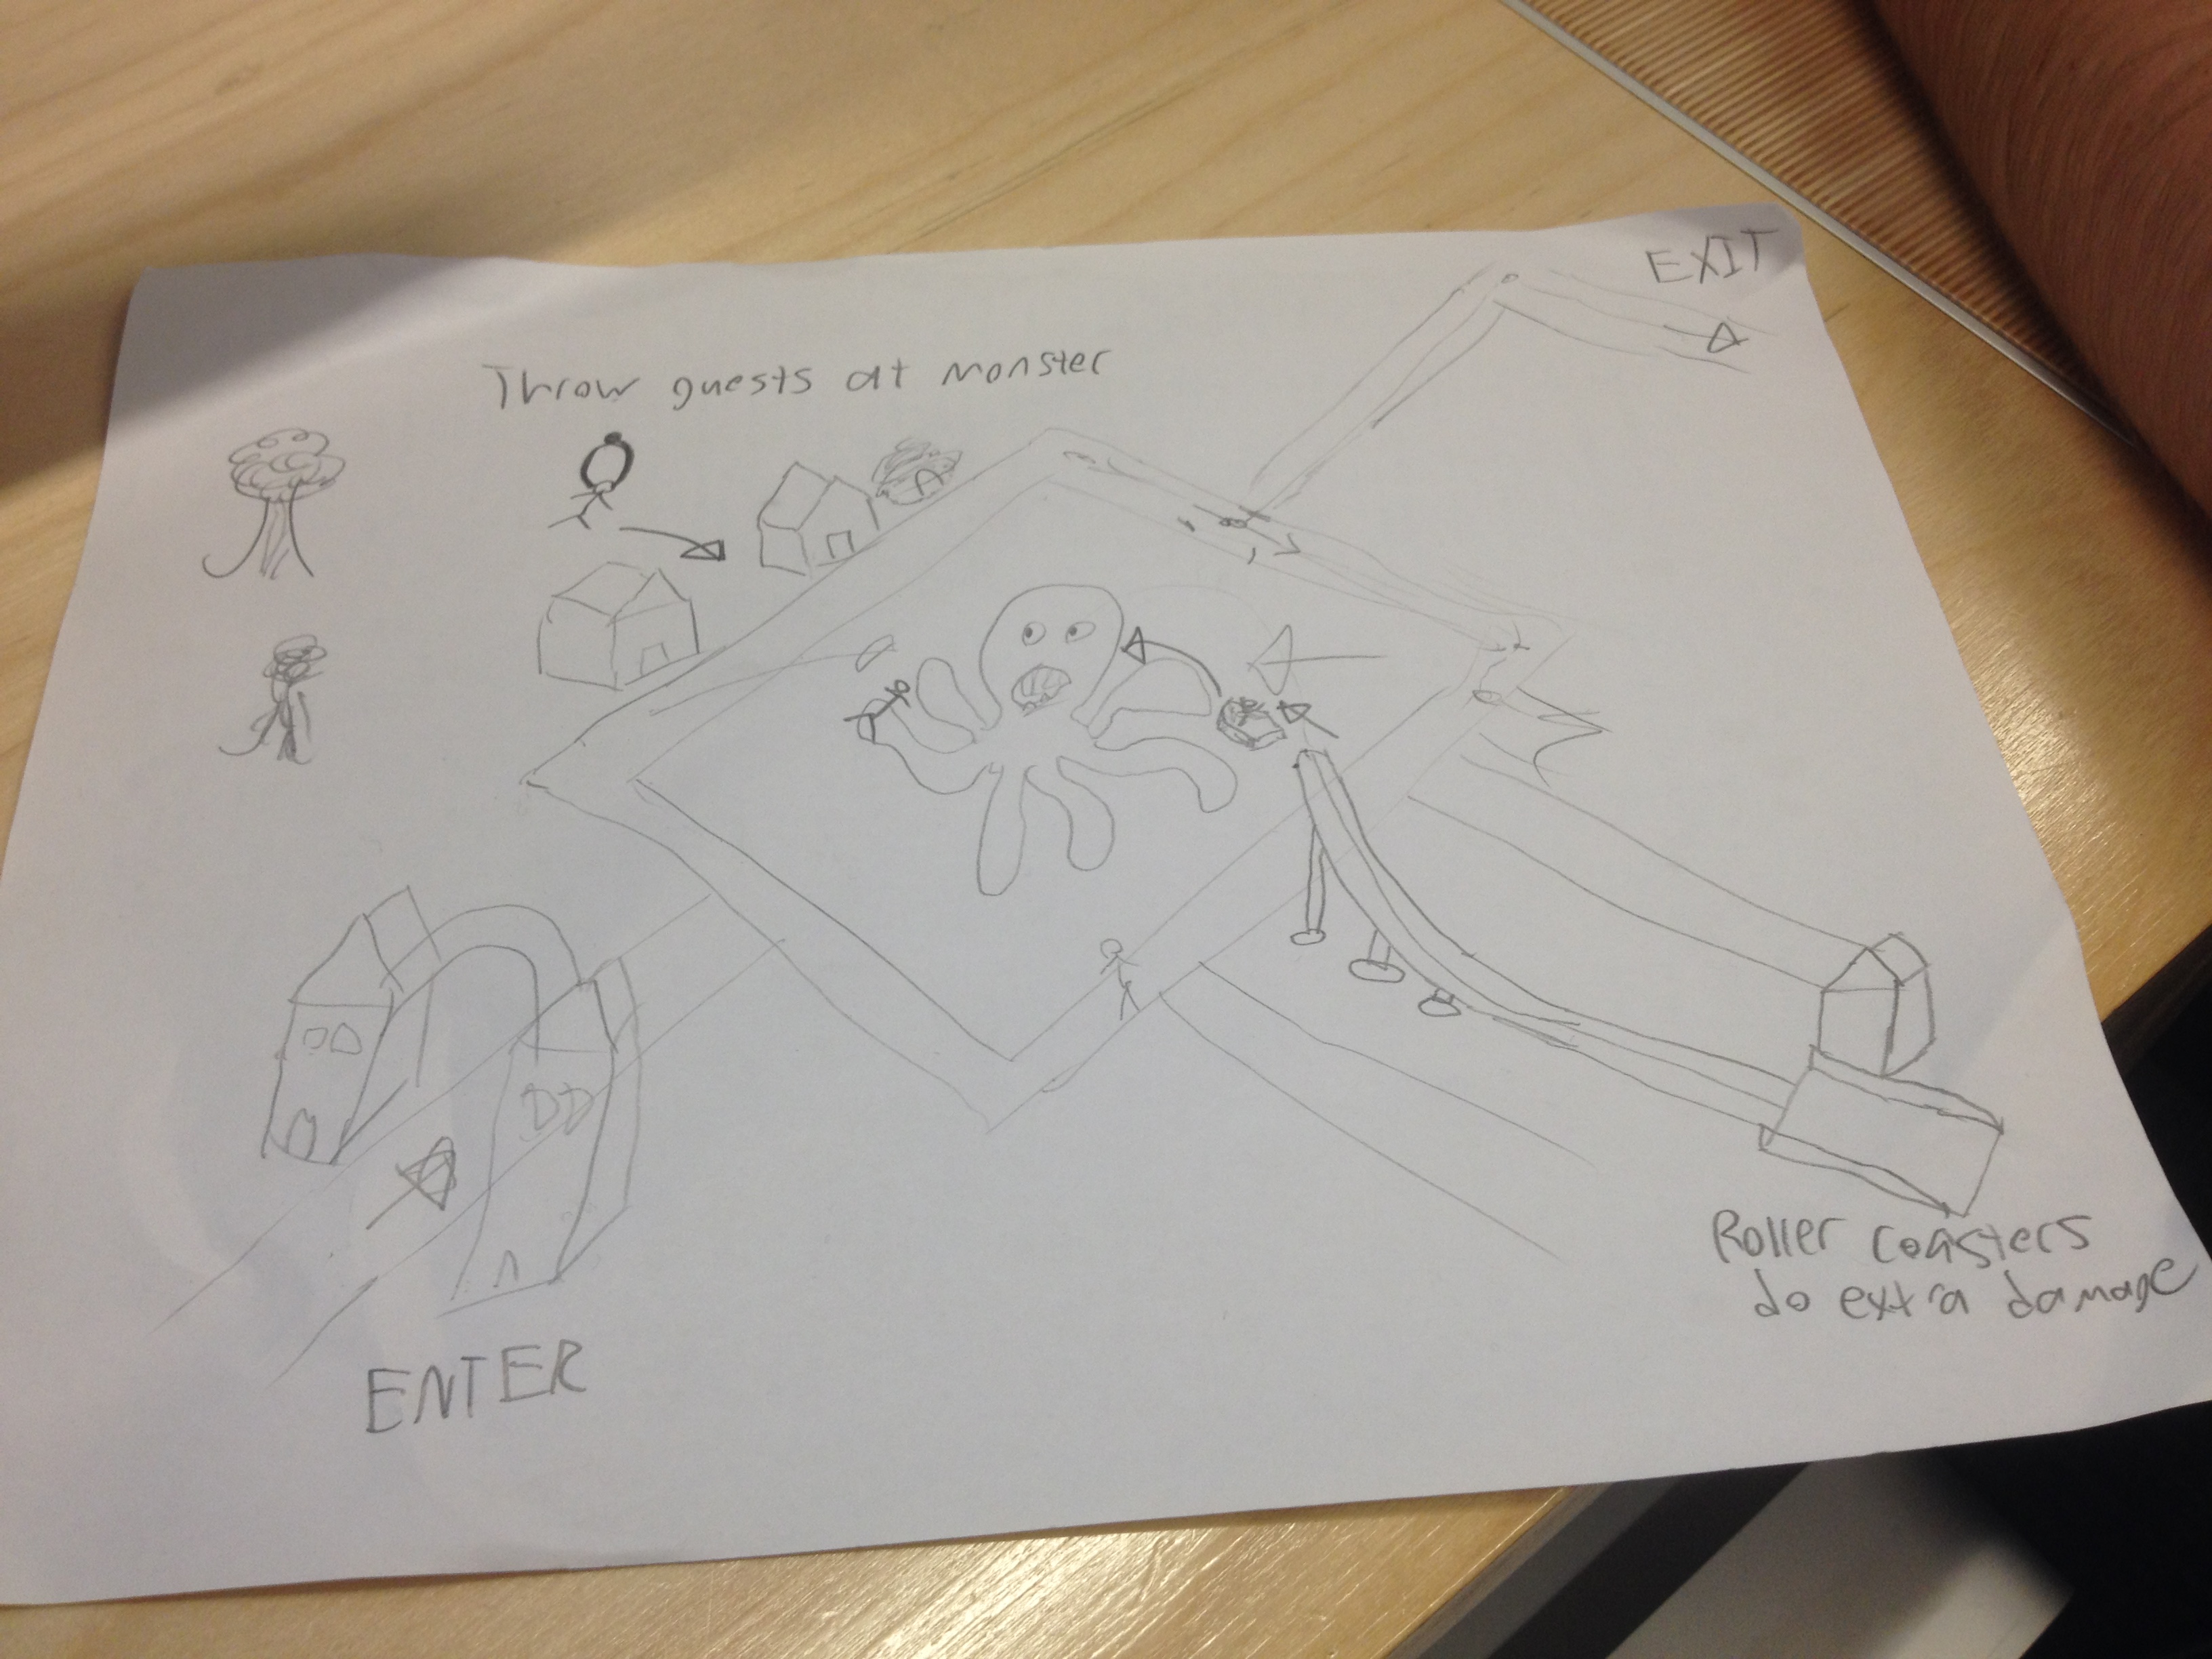 EXIT
Throw guests at monster
Roller coasters
do extra damage
ENTER